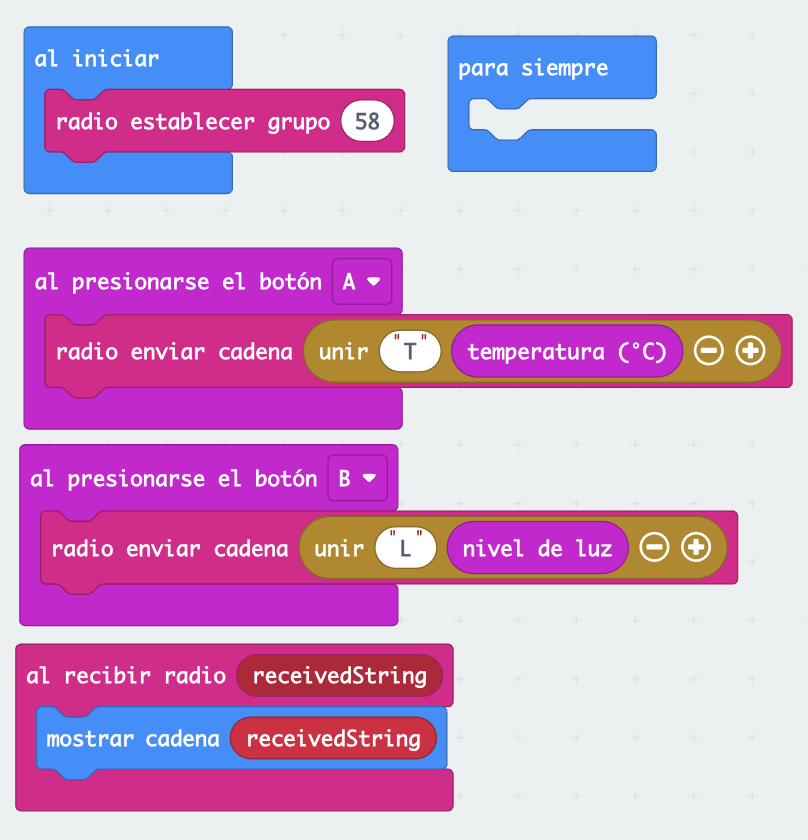 al iniciar
radio establecer grupo 58
para siempre
al presionarse el botón A
radio enviar cadena unir "T" temperatura (°C)
al presionarse el botón B
radio enviar cadena unir "L" nivel de luz
al recibir radio receivedString
mostrar cadena receivedString